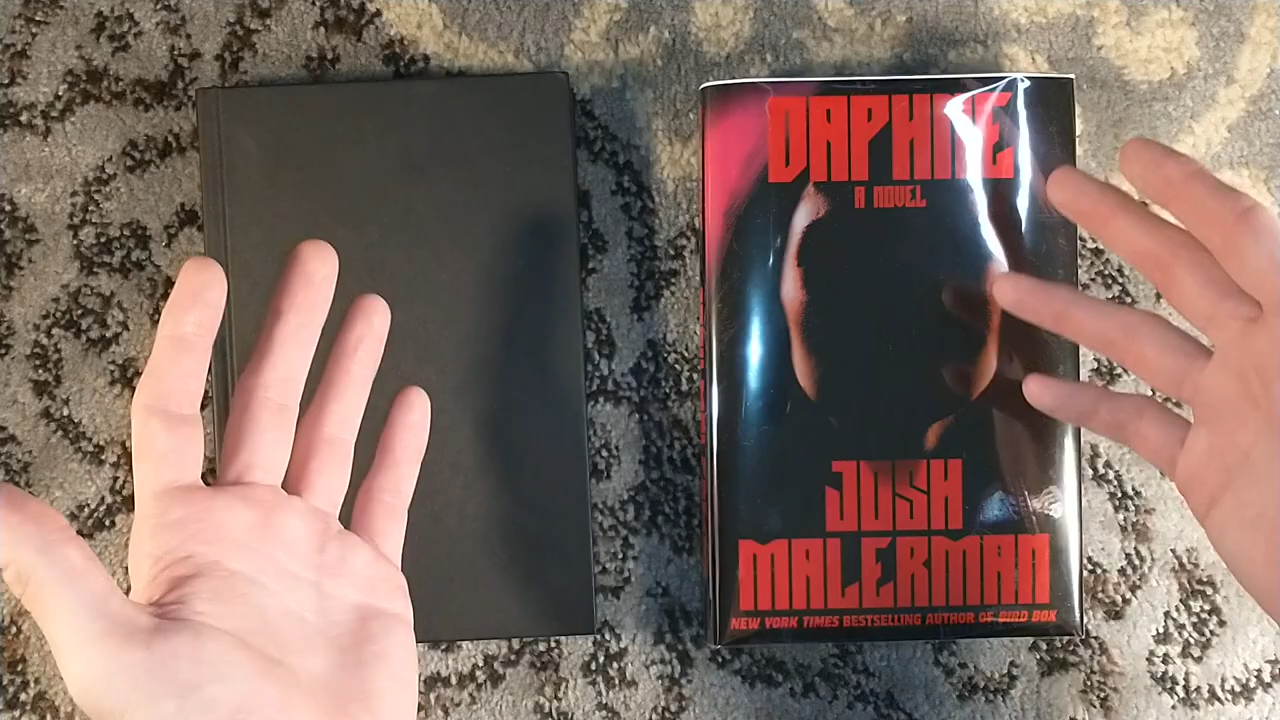 DAPHNE
A NOVEL
JOSH
MALERMAN
NEW YORK TIMES BESTSELLING AUTHOR OF BIRD BOX